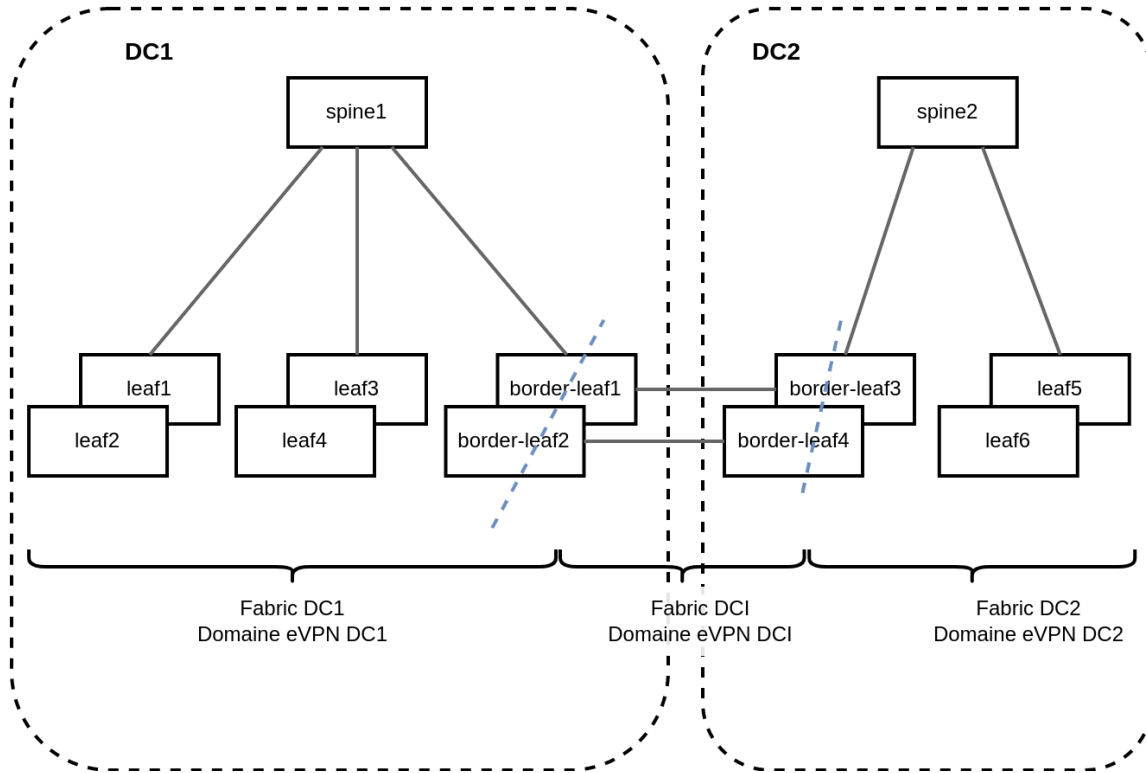 DC1
DC2
spine1
spine2
leaf1
leaf3
border-leaf1
border-leaf3
leaf5
leaf2
leaf4
border-leaf2
border-leaf4
leaf6
Fabric DC1
Domaine eVPN DC1
Fabric DCI
Domaine eVPN DCI
Fabric DC2
Domaine eVPN DC2